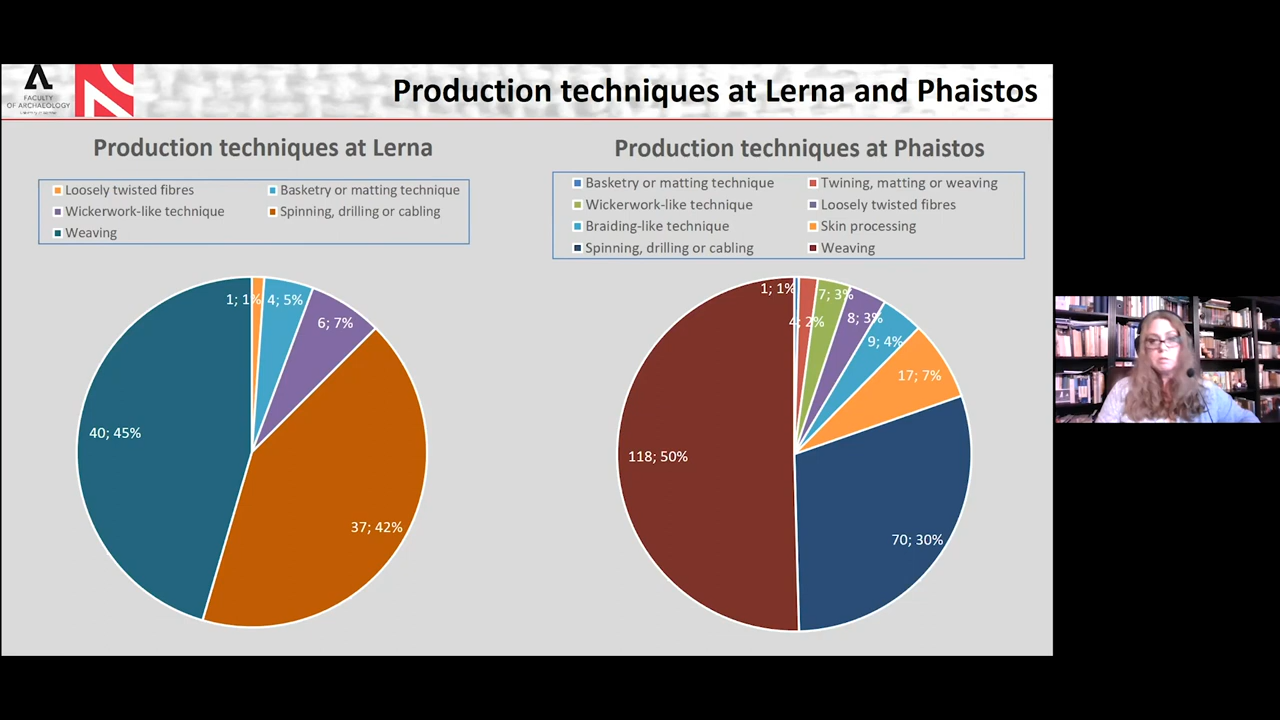 FACULTY
OF ARCHAEOLOGY
Production techniques at Lerna and Phaistos
Production techniques at Lerna
Loosely twisted fibres
Basketry or matting technique
Wickerwork-like technique
Spinning, drilling or cabling
Weaving
1; 1%
4; 5%
6; 7%
40; 45%
37; 42%
Production techniques at Phaistos
Basketry or matting technique
Twining, matting or weaving
Wickerwork-like technique
Loosely twisted fibres
Braiding-like technique
Skin processing
Spinning, drilling or cabling
Weaving
1; 1%
4; 2%
7; 3%
8; 3%
9; 4%
17; 7%
118; 50%
70; 30%